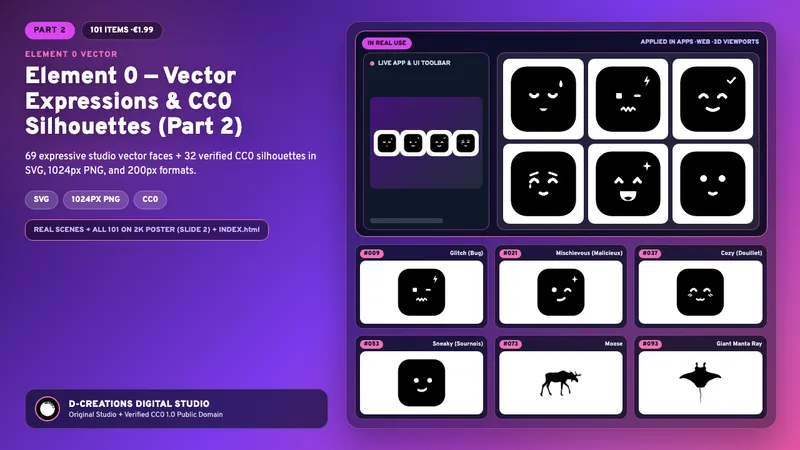 PART 2
101 ITEMS · €1.99
ELEMENT 0 VECTOR
Element 0 — Vector
Expressions & CC0
Silhouettes (Part 2)
69 expressive studio vector faces + 32 verified CC0 silhouettes in
SVG, 1024px PNG, and 200px formats.
SVG
1024PX PNG
CC0
REAL SCENES + ALL 101 ON 2K POSTER (SLIDE 2) + INDEX.html
D-CREATIONS DIGITAL STUDIO
Original Studio + Verified CC0 1.0 Public Domain
IN REAL USE
APPLIED IN APPS · WEB · 3D VIEWPORTS
LIVE APP & UI TOOLBAR
#009
Glitch (Bug)
#021
Mischievous (Malicieux)
#037
Cozy (Douillet)
#053
Sneaky (Sournois)
#073
Moose
#093
Giant Manta Ray